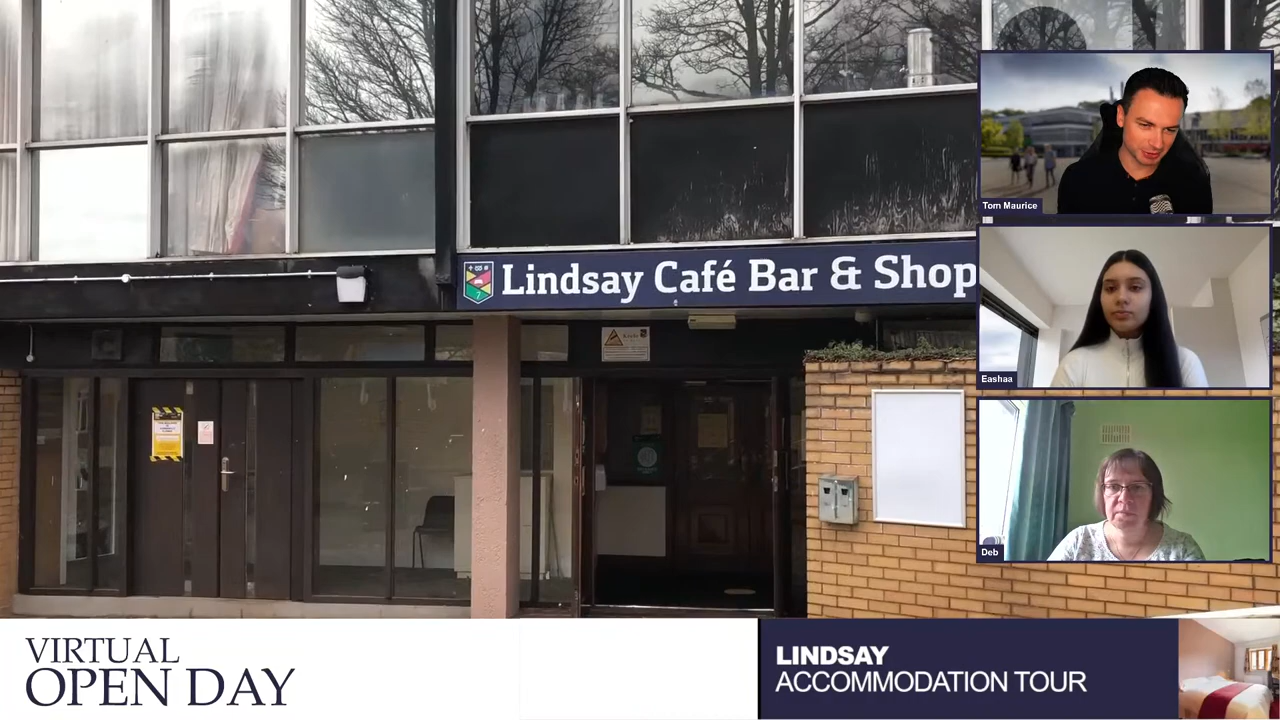 Lindsay Café Bar & Shop
Tom Maurice
Eashaa
Deb
VIRTUAL
OPEN DAY
LINDSAY
ACCOMMODATION TOUR